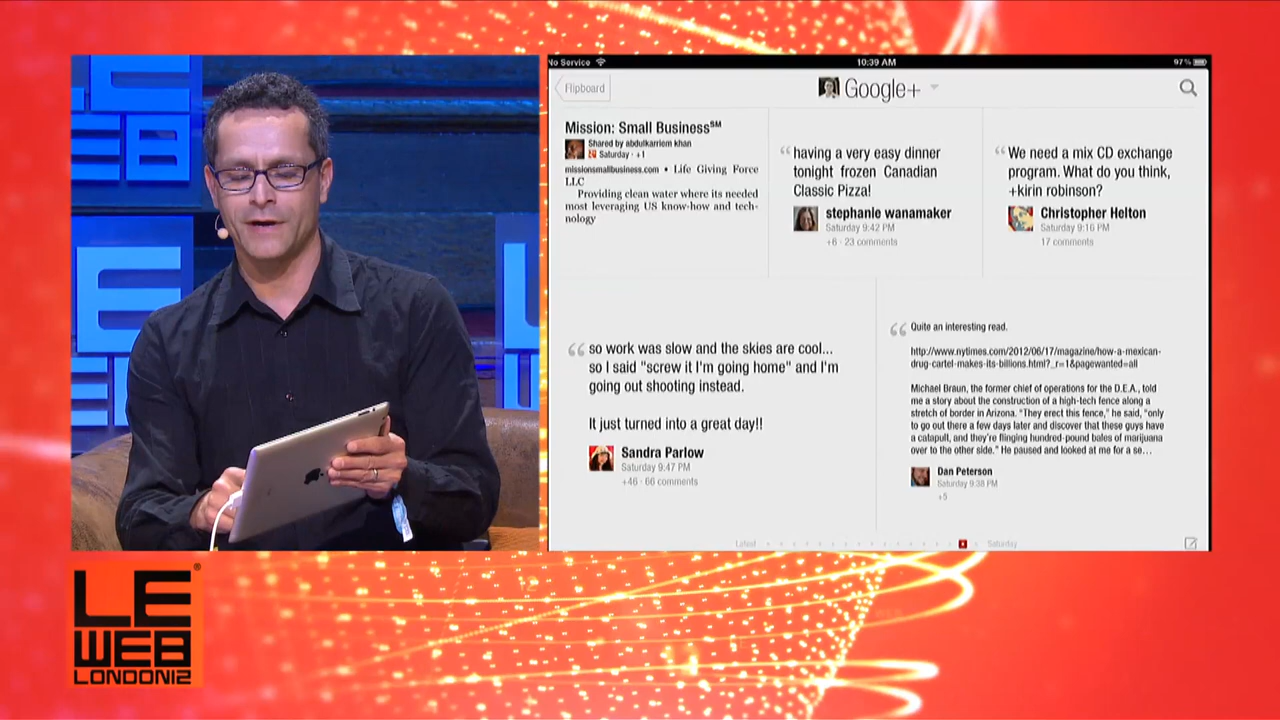 LE
WEB
LE
LE
No Service
10:39 AM
97%
Flipboard
Google+
Mission: Small Business℠
Shared by abdulkarriem khan
Saturday · +1
missionsmallbusiness.com • Life Giving Force
LLC
Providing clean water where its needed
most leveraging US know-how and tech-
nology
“ having a very easy dinner
tonight frozen Canadian
Classic Pizza!
stephanie wanamaker
Saturday 9:42 PM
+6 · 23 comments
“ We need a mix CD exchange
program. What do you think,
+kirin robinson?
Christopher Helton
Saturday 9:16 PM
17 comments
“ so work was slow and the skies are cool...
so I said "screw it I'm going home" and I'm
going out shooting instead.
It just turned into a great day!!
Sandra Parlow
Saturday 9:47 PM
+46 · 66 comments
“ Quite an interesting read.
http://www.nytimes.com/2012/06/17/magazine/how-a-mexican-
drug-cartel-makes-its-billions.html?_r=1&pagewanted=all
Michael Braun, the former chief of operations for the D.E.A., told
me a story about the construction of a high-tech fence along a
stretch of border in Arizona. "They erect this fence," he said, "only
to go out there a few days later and discover that these guys have
a catapult, and they're flinging hundred-pound bales of marijuana
over to the other side." He paused and looked at me for a se...
Dan Peterson
Saturday 9:38 PM
+5
Latest
Saturday
LE®
WEB
LONDON12